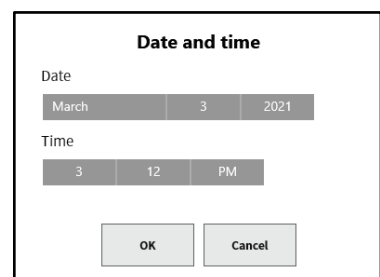 Date and time
Date
March 3 2021
Time
3 12 PM
OK Cancel